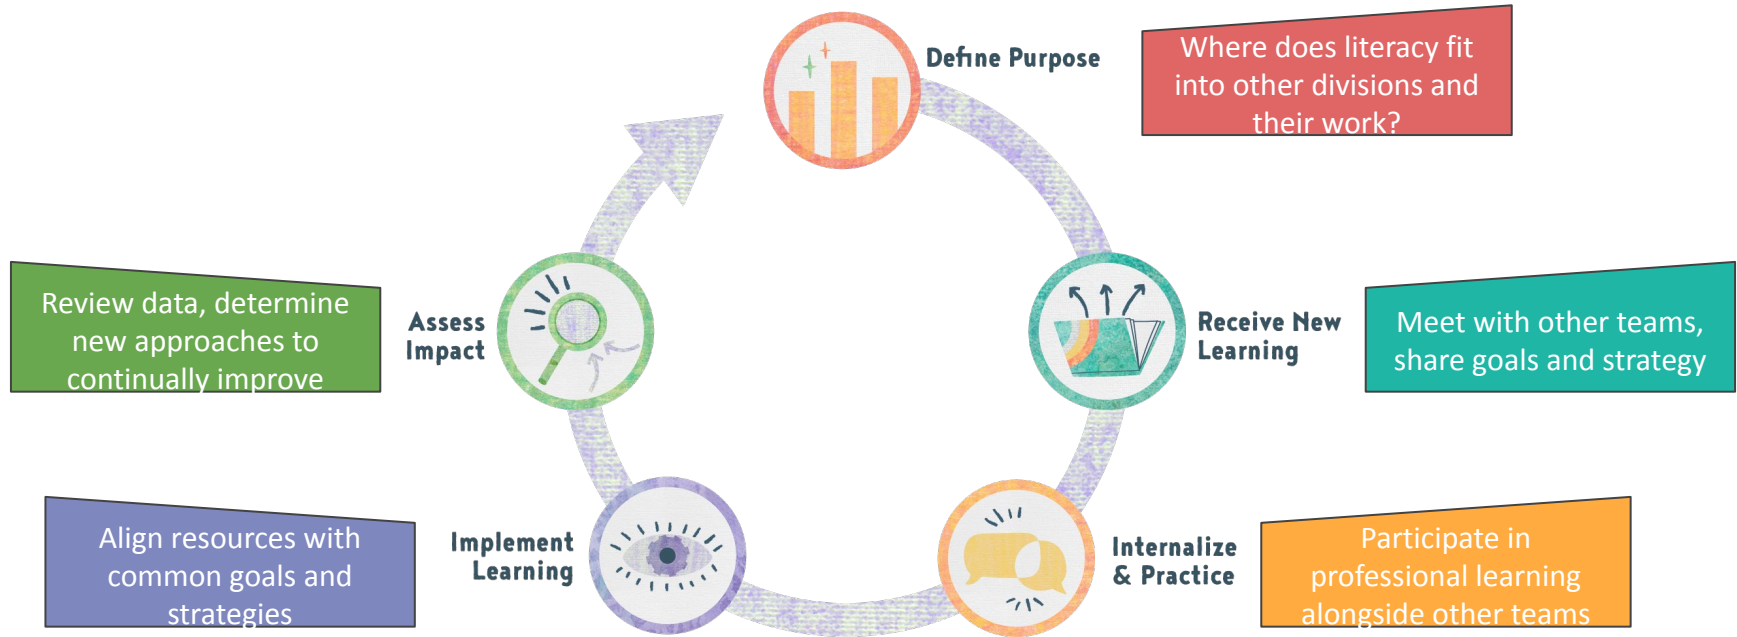 Define Purpose
Where does literacy fit
into other divisions and
their work?
Receive New
Learning
Meet with other teams,
share goals and strategy
Internalize
& Practice
Participate in
professional learning
alongside other teams
Implement
Learning
Align resources with
common goals and
strategies
Assess
Impact
Review data, determine
new approaches to
continually improve